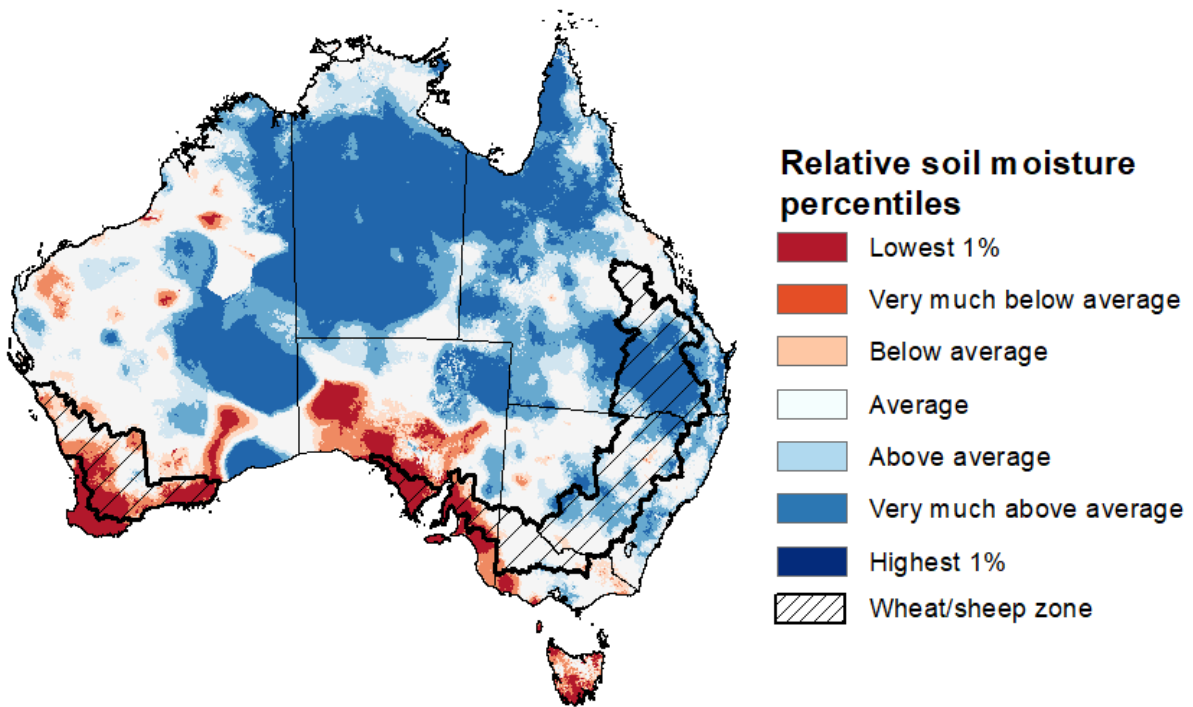 Relative soil moisture
percentiles
Lowest 1%
Very much below average
Below average
Average
Above average
Very much above average
Highest 1%
Wheat/sheep zone